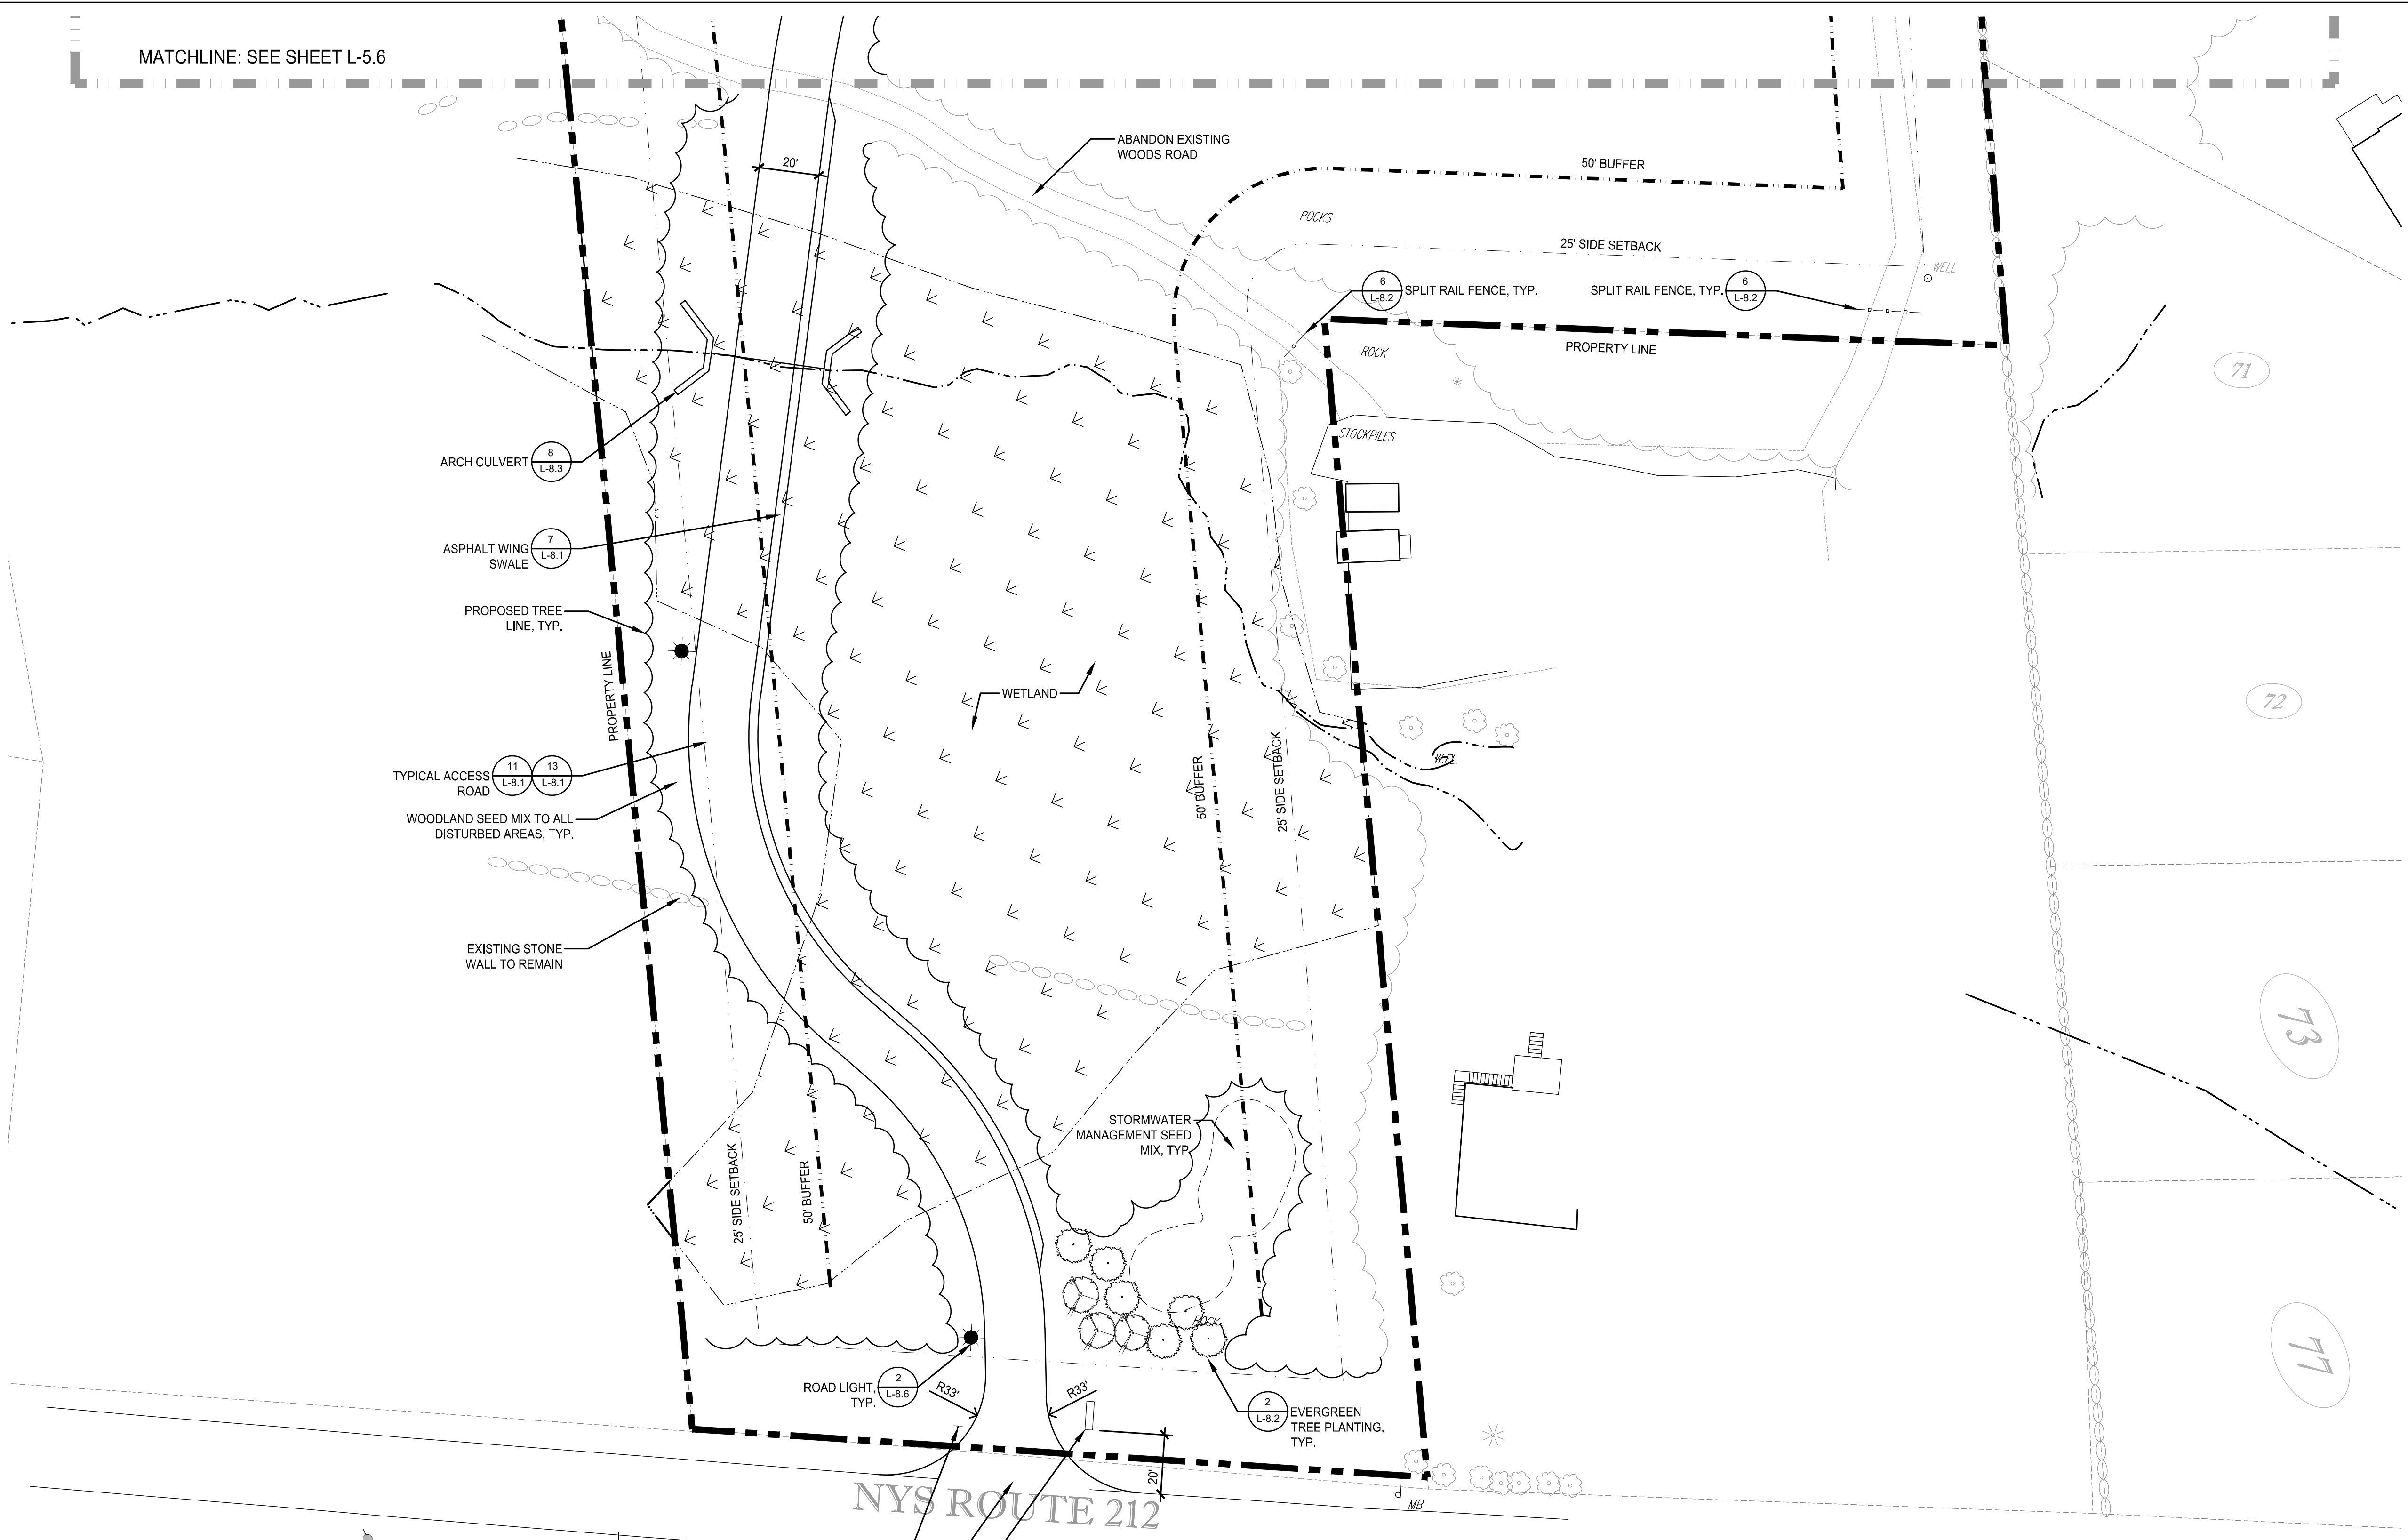 MATCHLINE: SEE SHEET L-5.6
20'
ABANDON EXISTING
WOODS ROAD
50' BUFFER
ROCKS
25' SIDE SETBACK
WELL
6
L-8.2
SPLIT RAIL FENCE, TYP.
SPLIT RAIL FENCE, TYP.
6
L-8.2
ROCK
PROPERTY LINE
71
STOCKPILES
ARCH CULVERT
8
L-8.3
ASPHALT WING
SWALE
7
L-8.1
PROPOSED TREE
LINE, TYP.
PROPERTY LINE
WETLAND
72
TYPICAL ACCESS
ROAD
11
L-8.1
13
L-8.1
50' BUFFER
25' SIDE SETBACK
WOODLAND SEED MIX TO ALL
DISTURBED AREAS, TYP.
EXISTING STONE
WALL TO REMAIN
73
STORMWATER
MANAGEMENT SEED
MIX, TYP.
25' SIDE SETBACK
50' BUFFER
ROCK
77
ROAD LIGHT,
TYP.
2
L-8.6
R33'
R33'
2
L-8.2
EVERGREEN
TREE PLANTING,
TYP.
20'
NYS ROUTE 212
MB